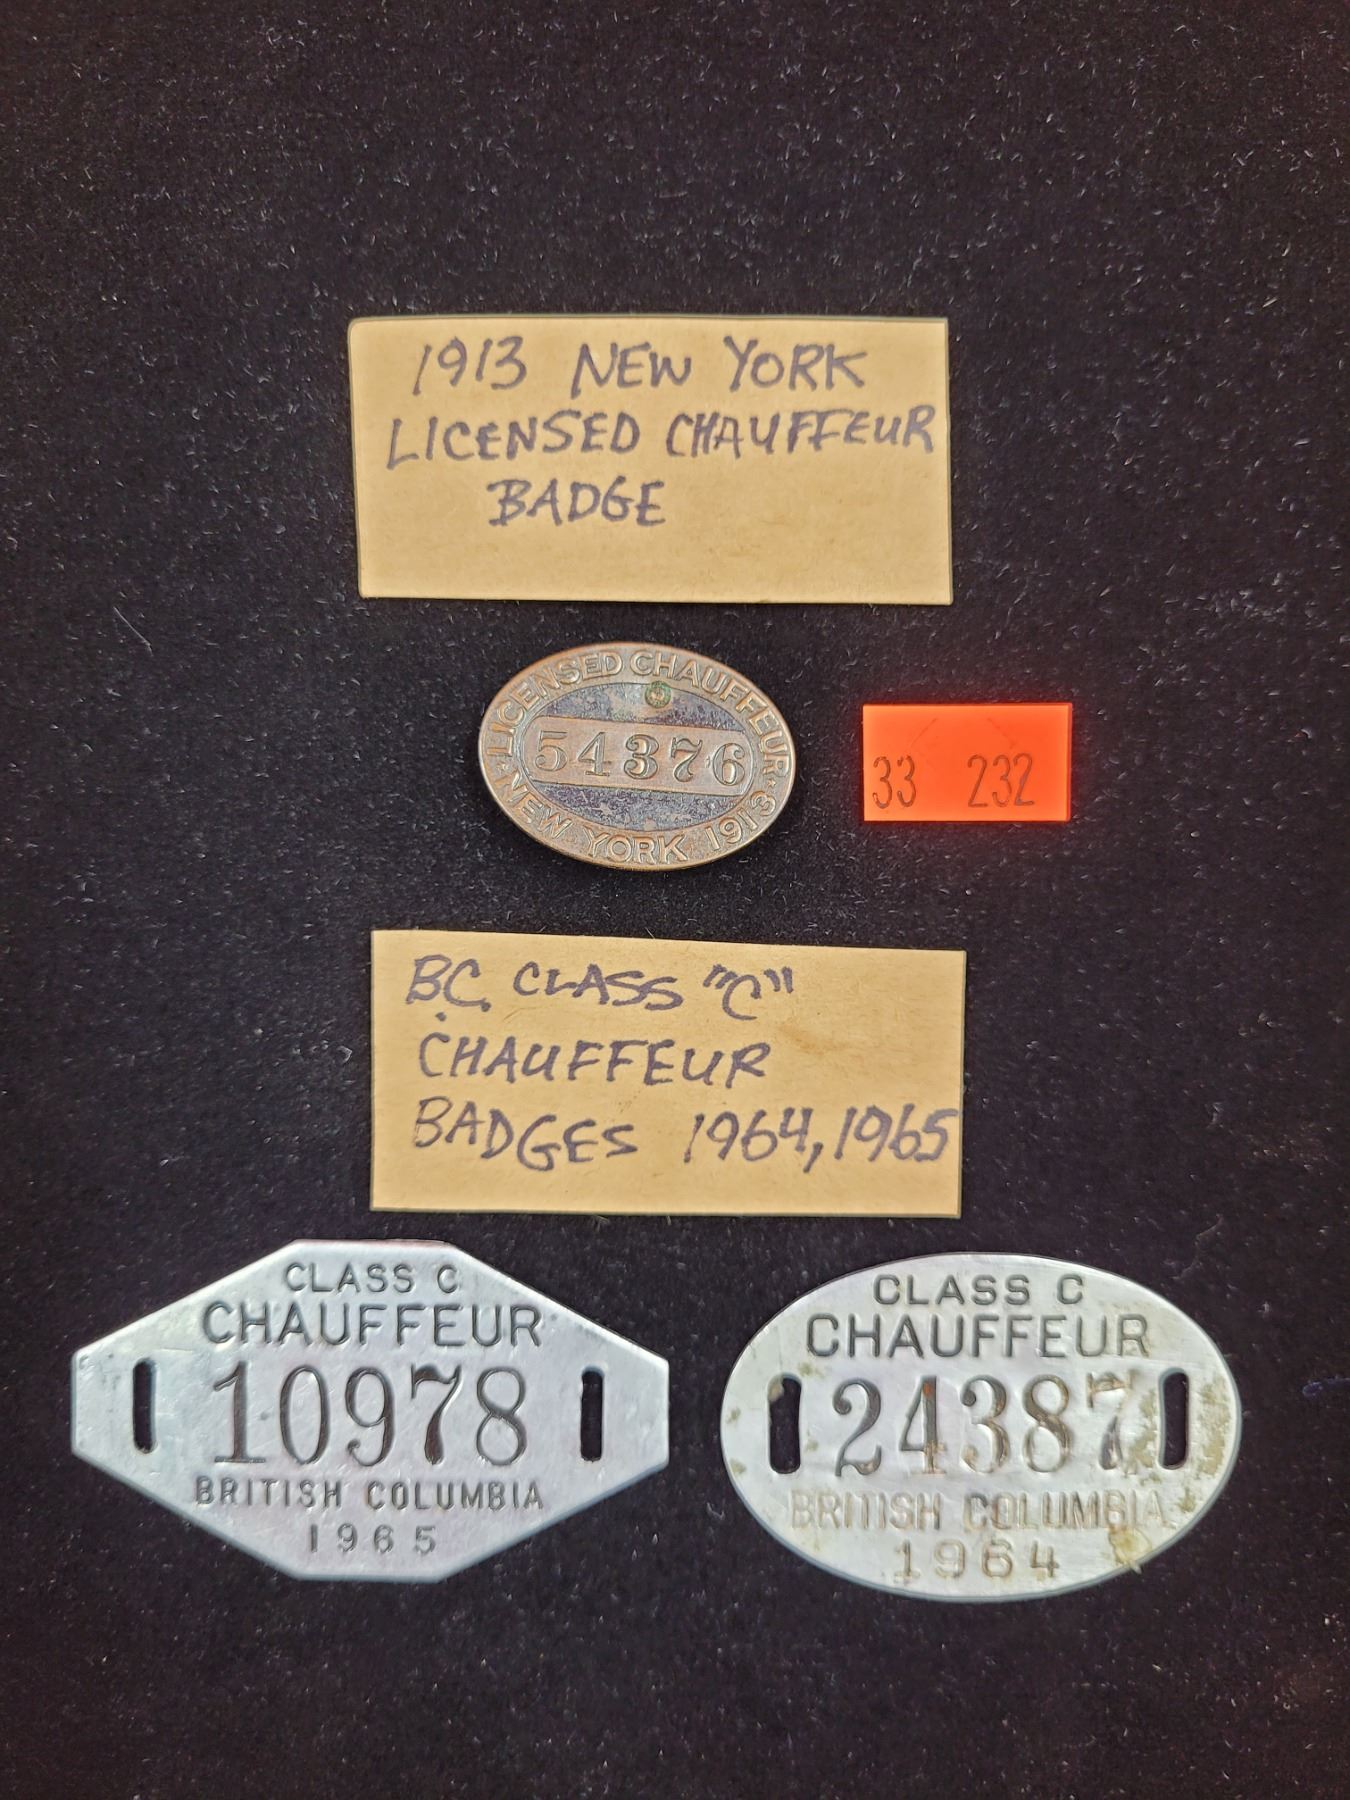 1913 NEW YORK
LICENSED CHAUFFEUR
BADGE
LICENSED CHAUFFEUR
54376
NEW YORK 1913
33 232
B.C. CLASS "C"
CHAUFFEUR
BADGES 1964, 1965
CLASS C
CHAUFFEUR
10978
BRITISH COLUMBIA
1965
CLASS C
CHAUFFEUR
24387
BRITISH COLUMBIA
1964